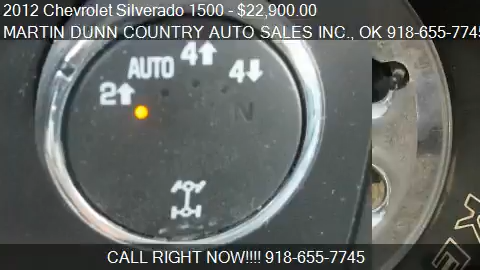 2012 Chevrolet Silverado 1500 - $22,900.00
MARTIN DUNN COUNTRY AUTO SALES INC., OK 918-655-7745
AUTO 4↑
2↑ 4↓
N
CALL RIGHT NOW!!!! 918-655-7745